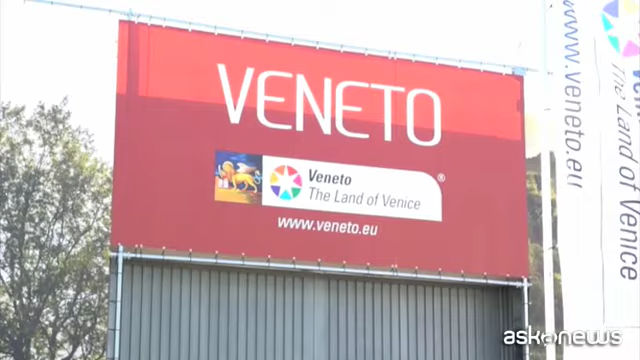 VENETO
Veneto
The Land of Venice
®
www.veneto.eu
www.veneto.eu
The Land of Venice
askanews